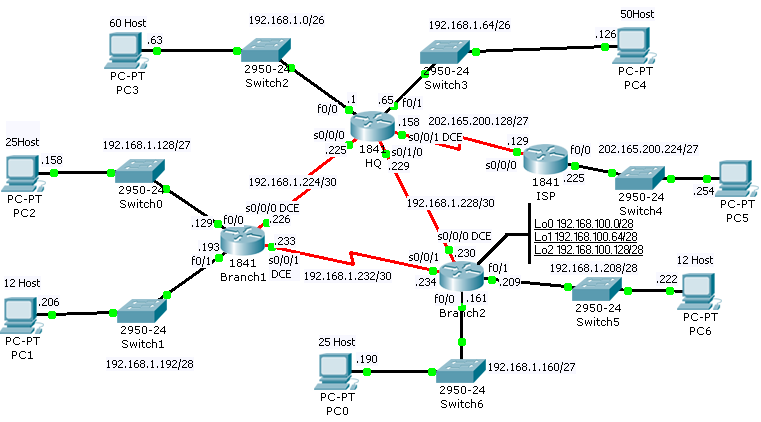 60 Host
292.168.1.0/26
192.168.1.64/26
50Host
.63
.126
PC-PT
PC3
2950-24
Switch2
2950-24
Switch3
PC-PT
PC4
.1
.65
f0/0
f0/1
202.165.200.128/27
.158
s0/0/1 DCE
s0/0/0
.225
1841
HQ
s0/1/0
.229
.129
f0/0
202.165.200.224/27
s0/0/0
1841
ISP
.225
.254
2950-24
Switch4
PC-PT
PC5
25Host
192.168.1.128/27
.158
PC-PT
PC2
2950-24
Switch0
192.168.1.224/30
192.168.1.228/30
s0/0/0 DCE
.226
.129
f0/0
.193
f0/1
1841
Branch1
.233
s0/0/1
DCE
192.168.1.232/30
s0/0/0 DCE
.230
s0/0/1
.234
Lo0 192.168.100.0/28
Lo1 192.168.100.64/28
Lo2 192.168.100.129/28
f0/1
.209
192.168.1.208/28
12 Host
.222
f0/0
.161
Branch2
2950-24
Switch5
PC-PT
PC6
12 Host
.206
PC-PT
PC1
2950-24
Switch1
192.168.1.192/28
25 Host
.190
192.168.1.160/27
PC-PT
PC0
2950-24
Switch6